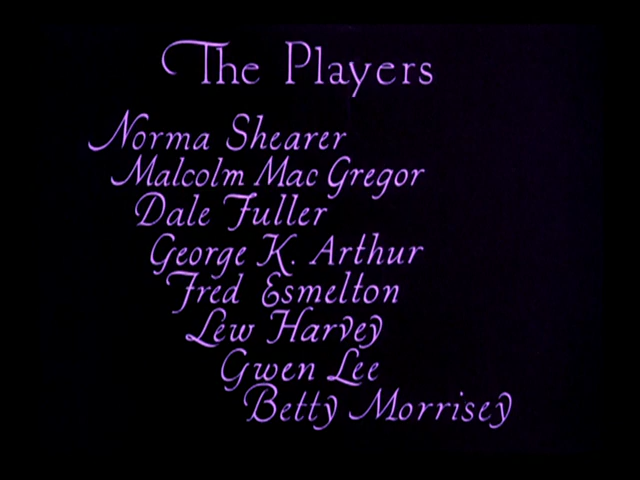 The Players
Norma Shearer
Malcolm Mac Gregor
Dale Fuller
George K. Arthur
Fred Esmelton
Lew Harvey
Gwen Lee
Betty Morrisey